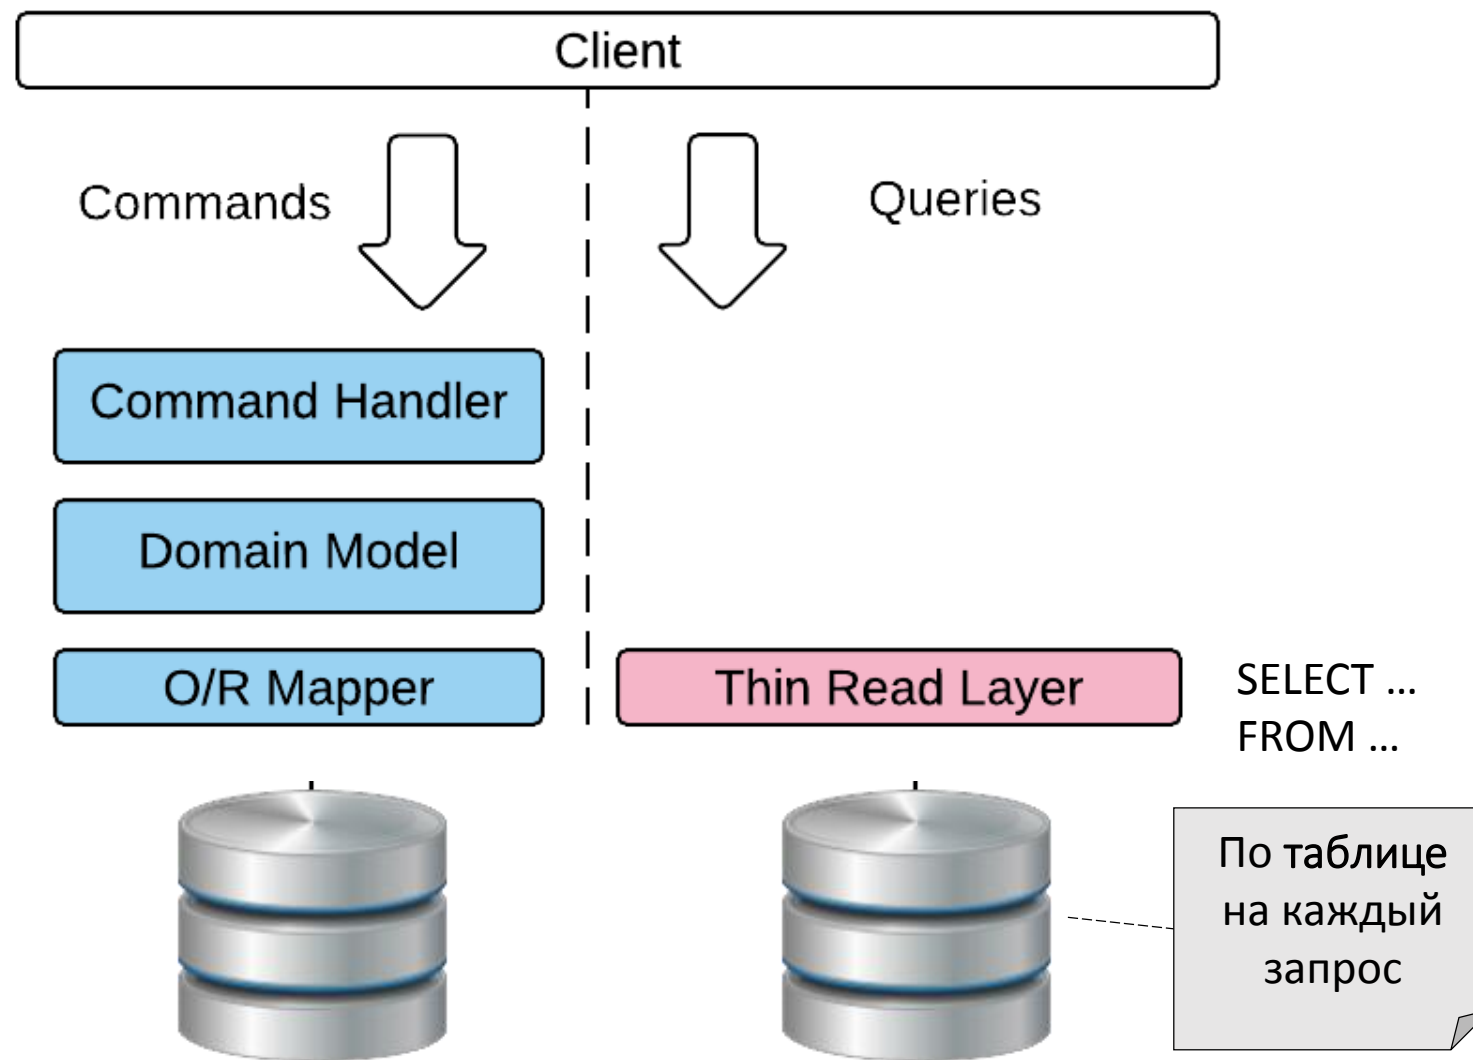 Client
Commands
Queries
Command Handler
Domain Model
O/R Mapper
Thin Read Layer
SELECT ...
FROM ...
По таблице
на каждый
запрос